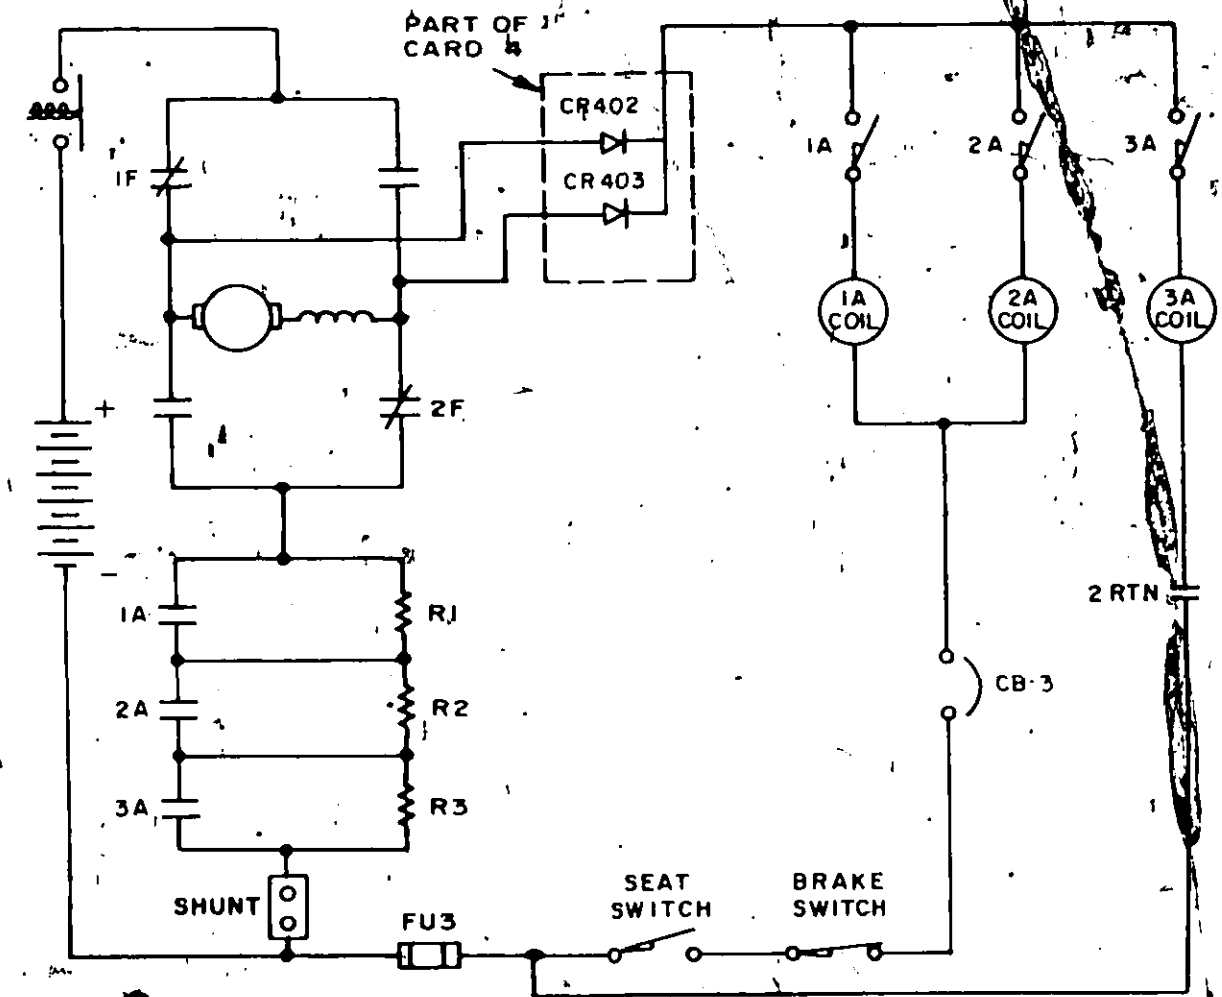 PART OF
CARD 4
CR402
CR403
1F
1A
2A
3A
1A
COIL
2A
COIL
3A
COIL
+
2F
-
1A
R1
2 RTN
2A
R2
CB-3
3A
R3
SHUNT
FU3
SEAT
SWITCH
BRAKE
SWITCH